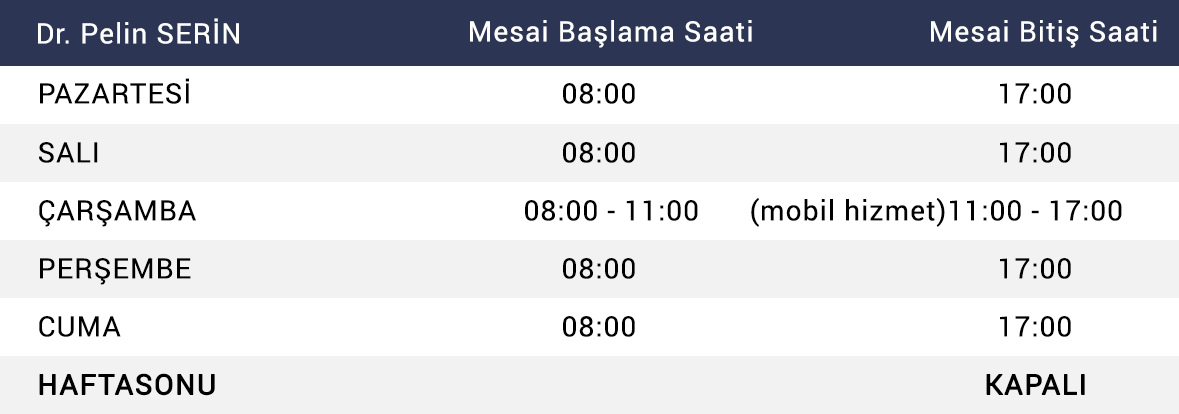 Dr. Pelin SERİN Mesai Başlama Saati Mesai Bitiş Saati
PAZARTESİ 08:00 17:00
SALI 08:00 17:00
ÇARŞAMBA 08:00 - 11:00 (mobil hizmet)11:00 - 17:00
PERŞEMBE 08:00 17:00
CUMA 08:00 17:00
HAFTASONU KAPALI